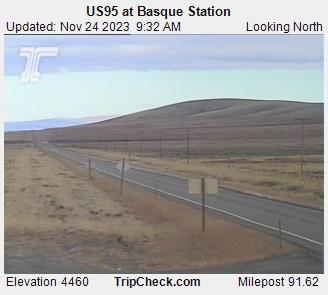 US95 at Basque Station
Updated: Nov 24 2023 9:32 AM Looking North
Elevation 4460 TripCheck.com Milepost 91.62